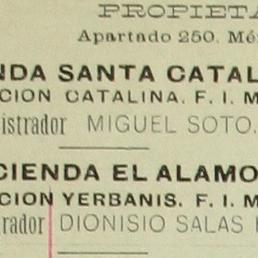 PROPIETA
Apartado 250. Mé
NDA SANTA CATAL
CION CATALINA. F. I. M
istrador MIGUEL SOTO.
CIENDA EL ALAMO
CION YERBANIS. F. I. M
rador DIONISIO SALAS